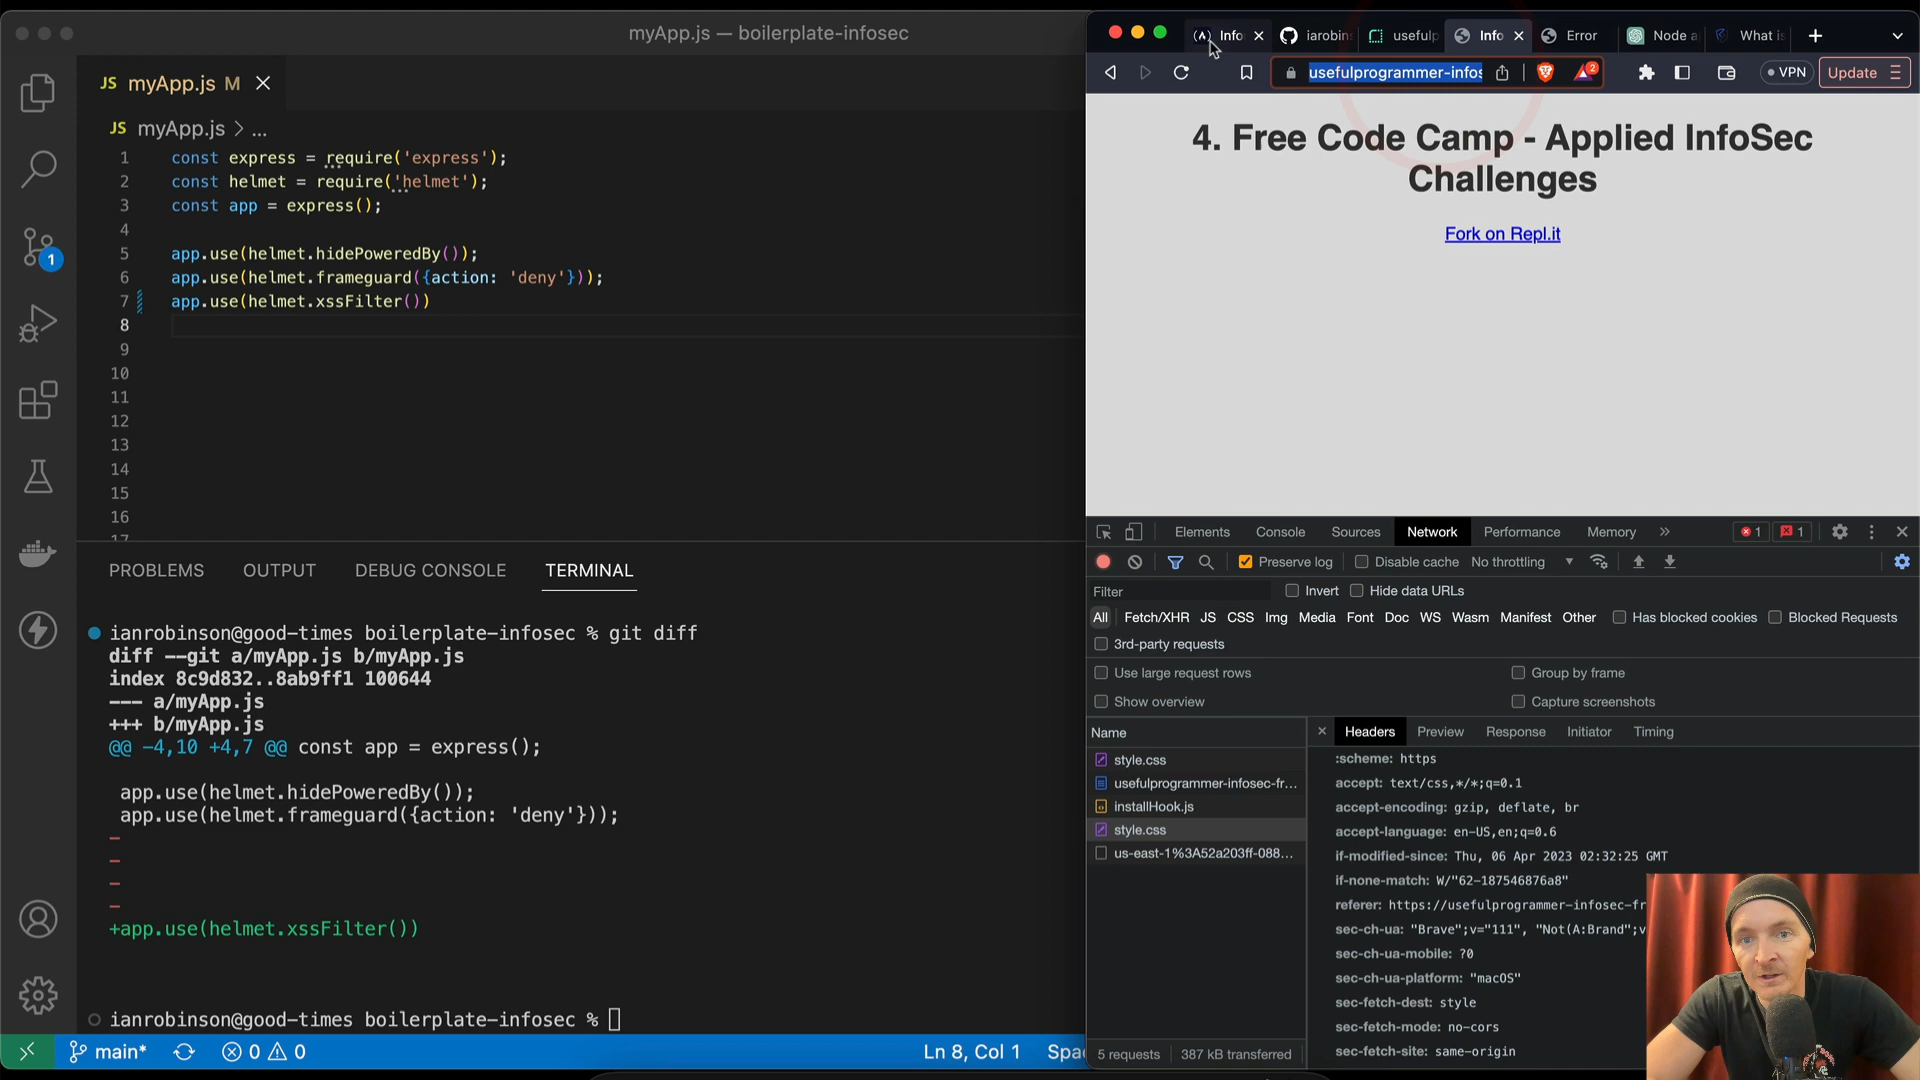 myApp.js — boilerplate-infosec
JS myApp.js M
JS myApp.js > ...
1 const express = require('express');
2 const helmet = require('helmet');
3 const app = express();
4
5 app.use(helmet.hidePoweredBy());
6 app.use(helmet.frameguard({action: 'deny'}));
7 app.use(helmet.xssFilter())
8
9
10
11
12
13
14
15
16
17
1
PROBLEMS OUTPUT DEBUG CONSOLE TERMINAL
ianrobinson@good-times boilerplate-infosec % git diff
diff --git a/myApp.js b/myApp.js
index 8c9d832..8ab9ff1 100644
--- a/myApp.js
+++ b/myApp.js
@@ -4,10 +4,7 @@ const app = express();
app.use(helmet.hidePoweredBy());
app.use(helmet.frameguard({action: 'deny'}));
-
-
-
-
+app.use(helmet.xssFilter())
ianrobinson@good-times boilerplate-infosec %
main* 0 0 Ln 8, Col 1 Spa
Info iarobin usefulp Info Error Node a What is
usefulprogrammer-infos 2 VPN Update
4. Free Code Camp - Applied InfoSec
Challenges
Fork on Repl.it
Elements Console Sources Network Performance Memory » 1 1
Preserve log Disable cache No throttling
Filter Invert Hide data URLs
All Fetch/XHR JS CSS Img Media Font Doc WS Wasm Manifest Other Has blocked cookies Blocked Requests
3rd-party requests
Use large request rows Group by frame
Show overview Capture screenshots
Name Headers Preview Response Initiator Timing
style.css
usefulprogrammer-infosec-fr...
installHook.js
style.css
us-east-1%3A52a203ff-088...
5 requests 387 kB transferred
:scheme: https
accept: text/css,*/*;q=0.1
accept-encoding: gzip, deflate, br
accept-language: en-US,en;q=0.6
if-modified-since: Thu, 06 Apr 2023 02:32:25 GMT
if-none-match: W/"62-187546876a8"
referer: https://usefulprogrammer-infosec-fr
sec-ch-ua: "Brave";v="111", "Not(A:Brand";v
sec-ch-ua-mobile: ?0
sec-ch-ua-platform: "macOS"
sec-fetch-dest: style
sec-fetch-mode: no-cors
sec-fetch-site: same-origin